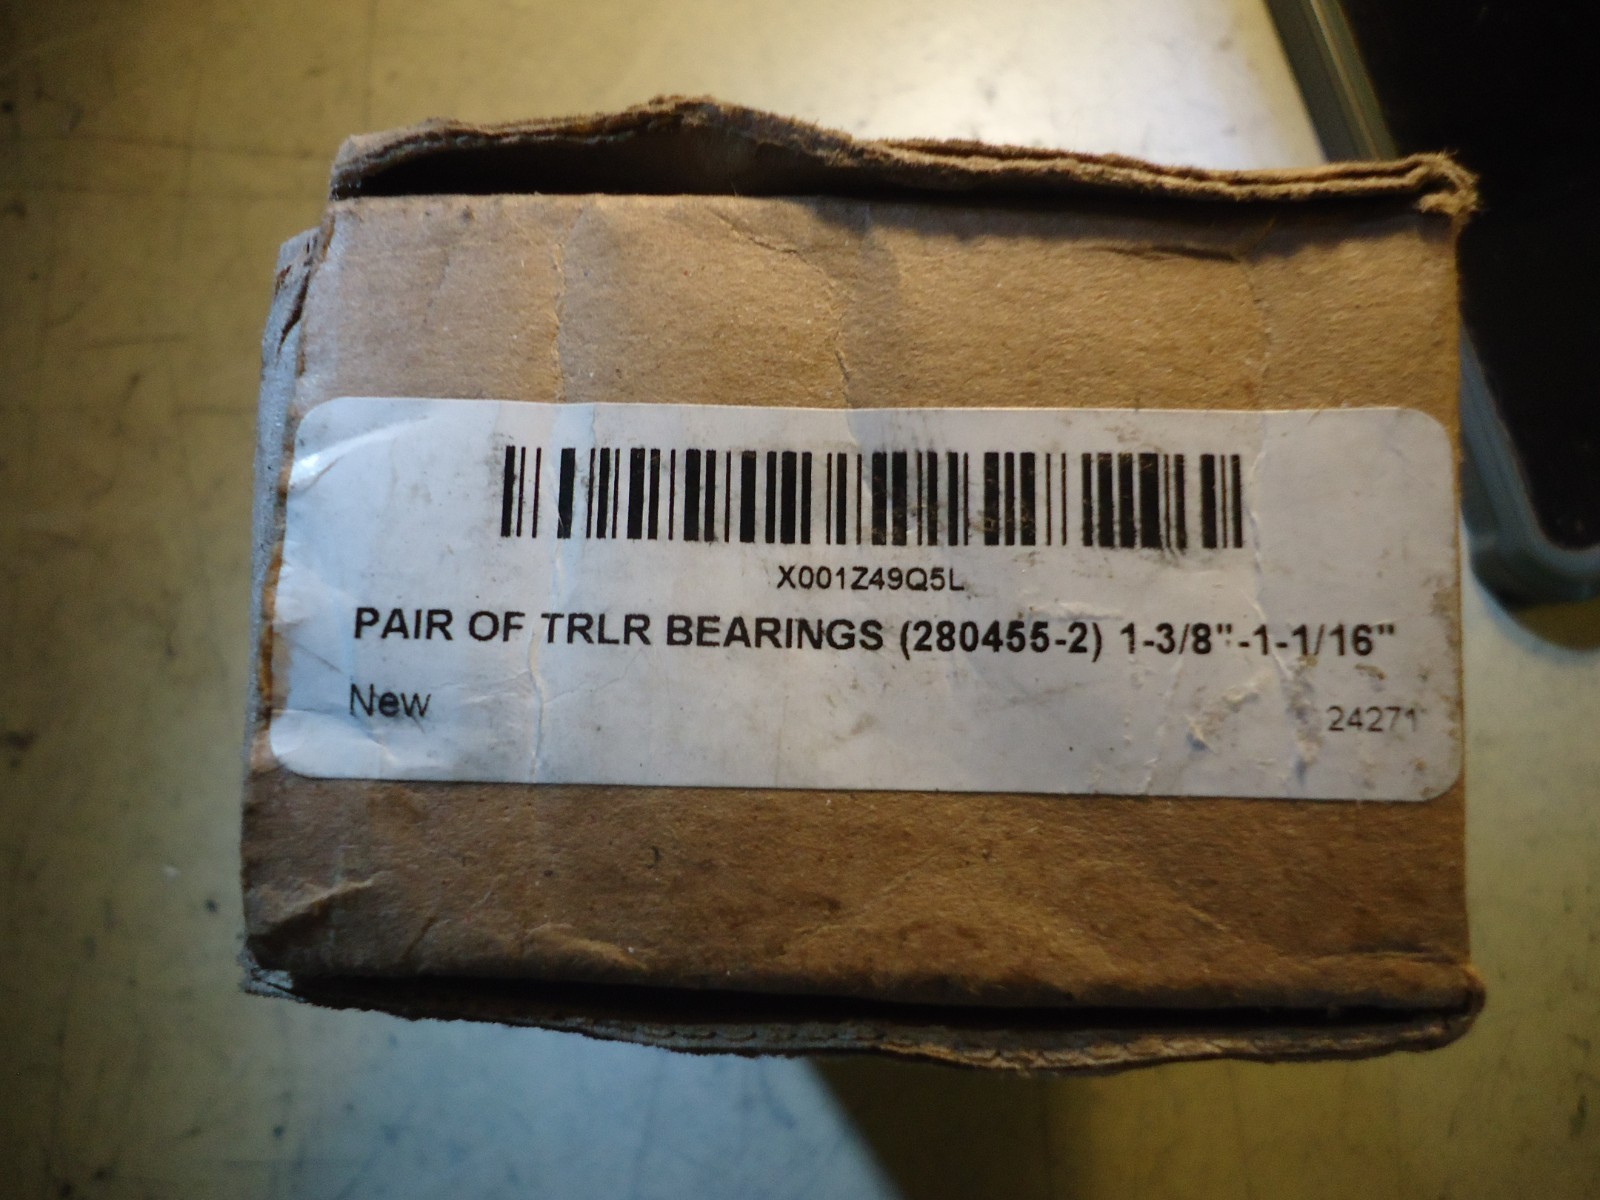 X001Z49Q5L
PAIR OF TRLR BEARINGS (280455-2) 1-3/8"-1-1/16"
New
24271